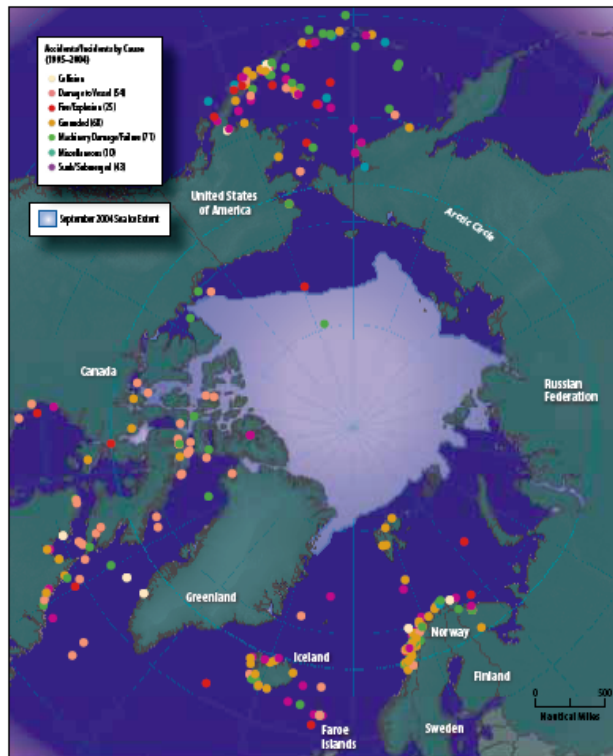 Accidents/Incidents by Cause
(1995–2004)
Collision
Damage to Vessel (54)
Fire/Explosion (25)
Grounded (68)
Machinery Damage/Failure (71)
Miscellaneous (10)
Sunk/Submerged (43)
September 2004 Sea Ice Extent
United States
of America
Arctic Circle
Canada
Russian
Federation
Greenland
Norway
Iceland
Finland
0 500
Nautical Miles
Faroe
Islands
Sweden